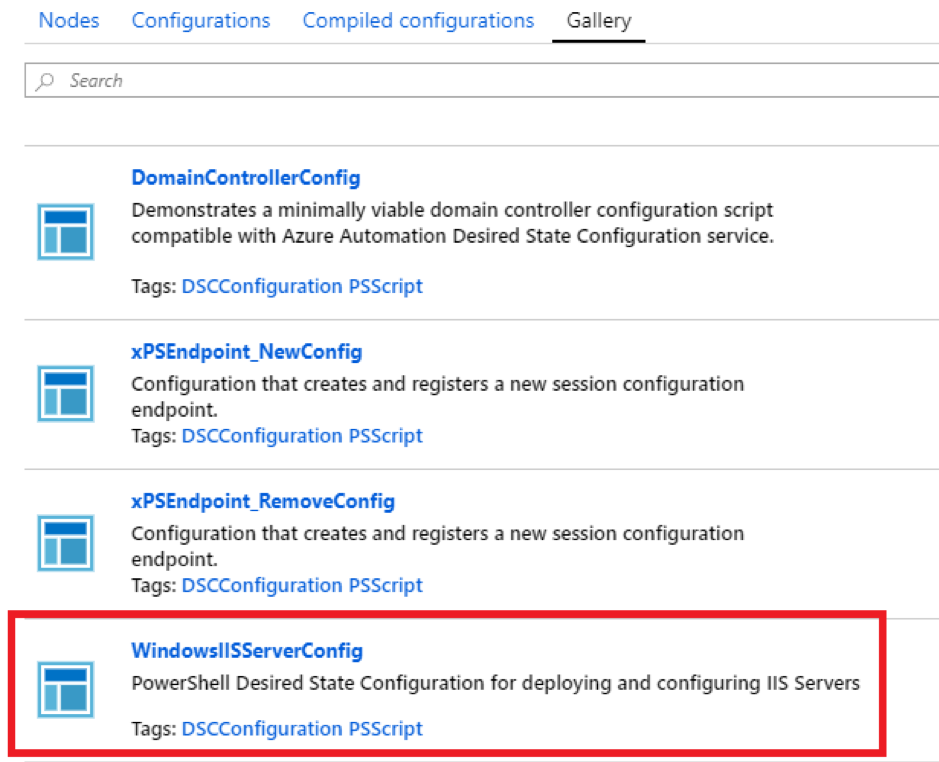 Nodes Configurations Compiled configurations Gallery
Search
DomainControllerConfig
Demonstrates a minimally viable domain controller configuration script
compatible with Azure Automation Desired State Configuration service.
Tags: DSCConfiguration PSScript
xPSEndpoint_NewConfig
Configuration that creates and registers a new session configuration
endpoint.
Tags: DSCConfiguration PSScript
xPSEndpoint_RemoveConfig
Configuration that creates and registers a new session configuration
endpoint.
Tags: DSCConfiguration PSScript
WindowsIISServerConfig
PowerShell Desired State Configuration for deploying and configuring IIS Servers
Tags: DSCConfiguration PSScript